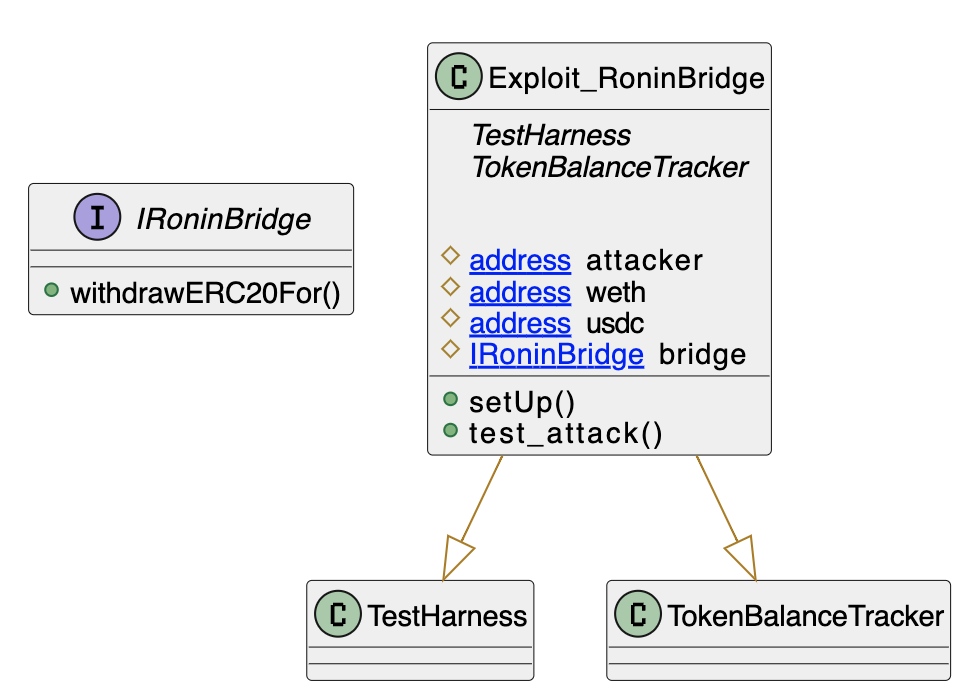 C Exploit_RoninBridge
TestHarness
TokenBalanceTracker
address attacker
address weth
address usdc
IRoninBridge bridge
setUp()
test_attack()
I IRoninBridge
withdrawERC20For()
C TestHarness
C TokenBalanceTracker